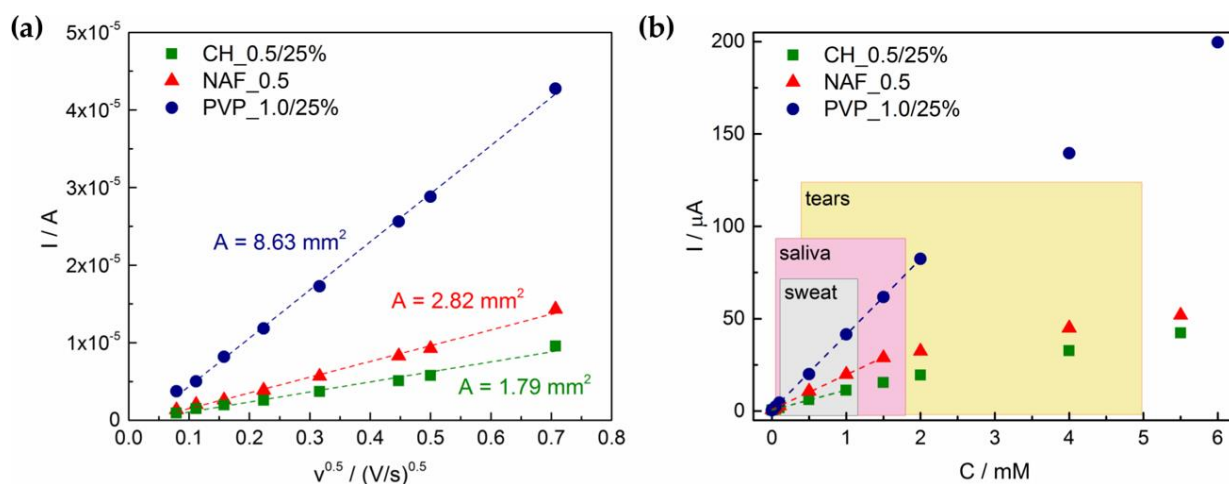 (a)
5x10⁻⁵
4x10⁻⁵
3x10⁻⁵
2x10⁻⁵
1x10⁻⁵
0
I / A
CH_0.5/25%
NAF_0.5
PVP_1.0/25%
A = 8.63 mm²
A = 2.82 mm²
A = 1.79 mm²
0.0 0.1 0.2 0.3 0.4 0.5 0.6 0.7 0.8
v⁰·⁵ / (V/s)⁰·⁵
(b)
200
150
100
50
0
I / µA
CH_0.5/25%
NAF_0.5
PVP_1.0/25%
tears
saliva
sweat
0 1 2 3 4 5 6
C / mM